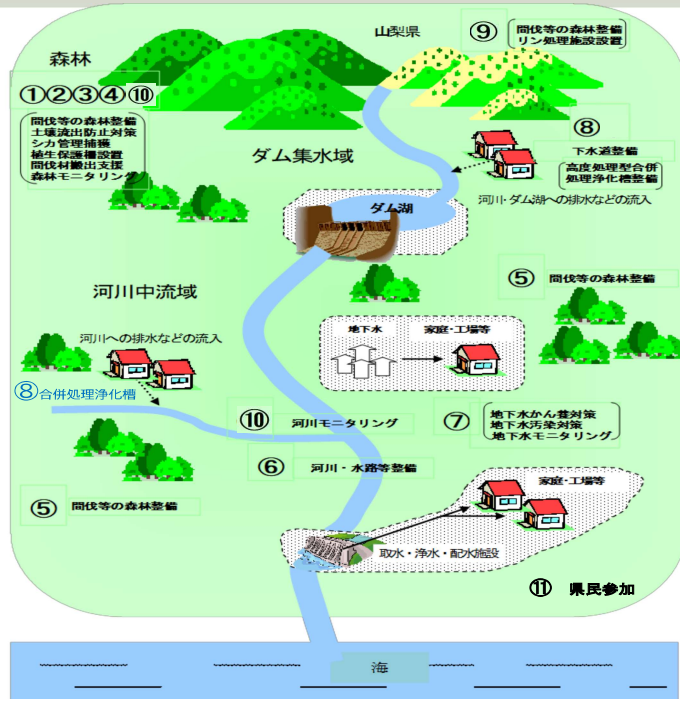 山梨県
⑨
間伐等の森林整備
リン処理施設設置
森林
①②③④⑩
間伐等の森林整備
土壌流出防止対策
シカ管理捕獲
植生保護柵設置
間伐材搬出支援
森林モニタリング
⑧
下水道整備
高度処理型合併
処理浄化槽整備
ダム集水域
河川・ダム湖への排水などの流入
ダム湖
⑤
間伐等の森林整備
河川中流域
地下水
家庭・工場等
河川への排水などの流入
⑧合併処理浄化槽
⑩
河川モニタリング
⑦
地下水かん養対策
地下水汚染対策
地下水モニタリング
⑥
河川・水路等整備
家庭・工場等
⑤
間伐等の森林整備
取水・浄水・配水施設
⑪ 県民参加
海